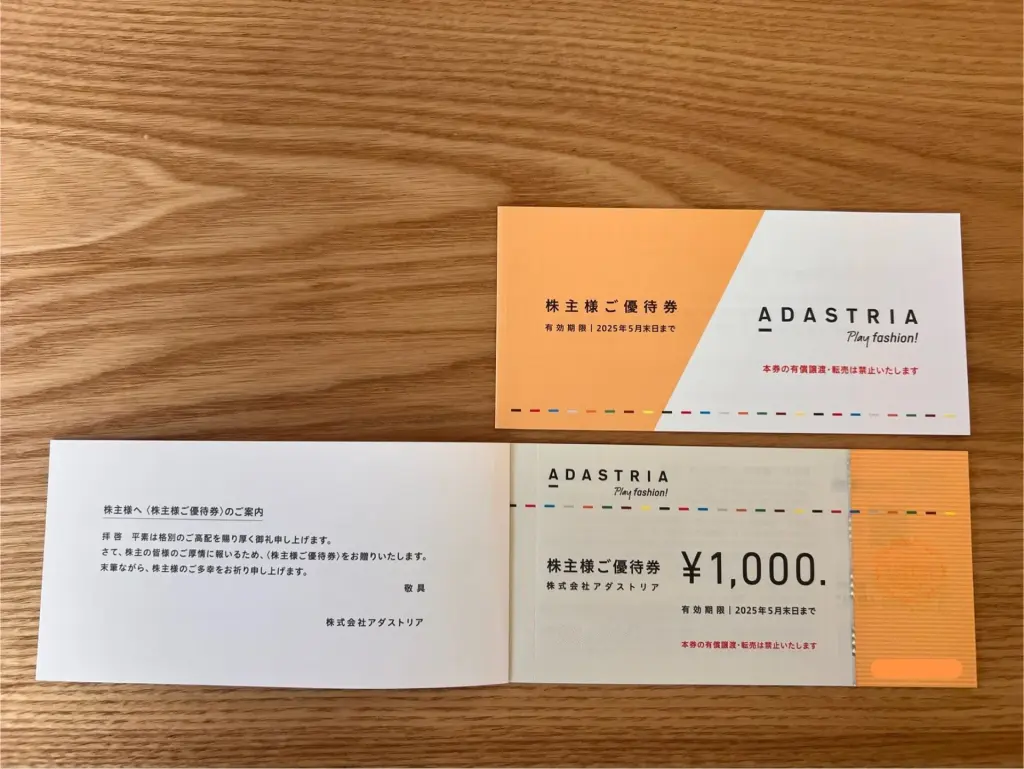 株主様ご優待券
有効期限|2025年5月末日まで
ADASTRIA
Play fashion!
本券の有償譲渡・転売は禁止いたします
株主様へ〈株主様ご優待券〉のご案内
拝啓　平素は格別のご高配を賜り厚く御礼申し上げます。
さて、株主の皆様のご厚情に報いるため、〈株主様ご優待券〉をお贈りいたします。
末筆ながら、株主様のご多幸をお祈り申し上げます。
敬具
株式会社アダストリア
ADASTRIA
Play fashion!
株主様ご優待券
株式会社アダストリア
¥1,000.
有効期限|2025年5月末日まで
本券の有償譲渡・転売は禁止いたします